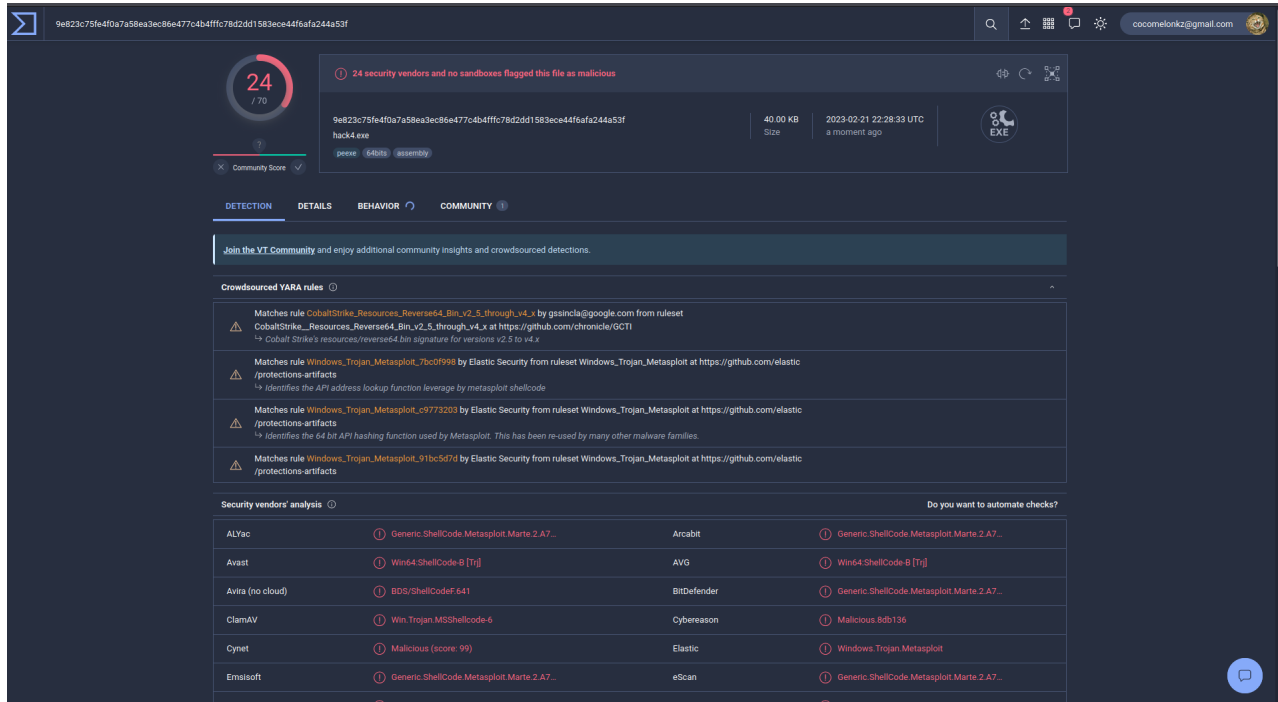 9e823c75fe4f0a7a58ea3ec86e477c4b4fffc78d2dd1583ece44f6afa244a53f
cocomelonkz@gmail.com
24
/ 70
?
Community Score
24 security vendors and no sandboxes flagged this file as malicious
9e823c75fe4f0a7a58ea3ec86e477c4b4fffc78d2dd1583ece44f6afa244a53f
hack4.exe
peexe 64bits assembly
40.00 KB
Size
2023-02-21 22:28:33 UTC
a moment ago
EXE
DETECTION DETAILS BEHAVIOR COMMUNITY 1
Join the VT Community and enjoy additional community insights and crowdsourced detections.
Crowdsourced YARA rules
Matches rule CobaltStrike_Resources_Reverse64_Bin_v2_5_through_v4_x by gssincla@google.com from ruleset
CobaltStrike__Resources_Reverse64_Bin_v2_5_through_v4_x at https://github.com/chronicle/GCTI
↳ Cobalt Strike's resources/reverse64.bin signature for versions v2.5 to v4.x
Matches rule Windows_Trojan_Metasploit_7bc0f998 by Elastic Security from ruleset Windows_Trojan_Metasploit at https://github.com/elastic
/protections-artifacts
↳ Identifies the API address lookup function leverage by metasploit shellcode
Matches rule Windows_Trojan_Metasploit_c9773203 by Elastic Security from ruleset Windows_Trojan_Metasploit at https://github.com/elastic
/protections-artifacts
↳ Identifies the 64 bit API hashing function used by Metasploit. This has been re-used by many other malware families.
Matches rule Windows_Trojan_Metasploit_91bc5d7d by Elastic Security from ruleset Windows_Trojan_Metasploit at https://github.com/elastic
/protections-artifacts
Security vendors' analysis Do you want to automate checks?
ALYac Generic.ShellCode.Metasploit.Marte.2.A7... Arcabit Generic.ShellCode.Metasploit.Marte.2.A7...
Avast Win64:ShellCode-B [Trj] AVG Win64:ShellCode-B [Trj]
Avira (no cloud) BDS/ShellCodeF.641 BitDefender Generic.ShellCode.Metasploit.Marte.2.A7...
ClamAV Win.Trojan.MSShellcode-6 Cybereason Malicious.8db136
Cynet Malicious (score: 99) Elastic Windows.Trojan.Metasploit
Emsisoft Generic.ShellCode.Metasploit.Marte.2.A7... eScan Generic.ShellCode.Metasploit.Marte.2.A7...